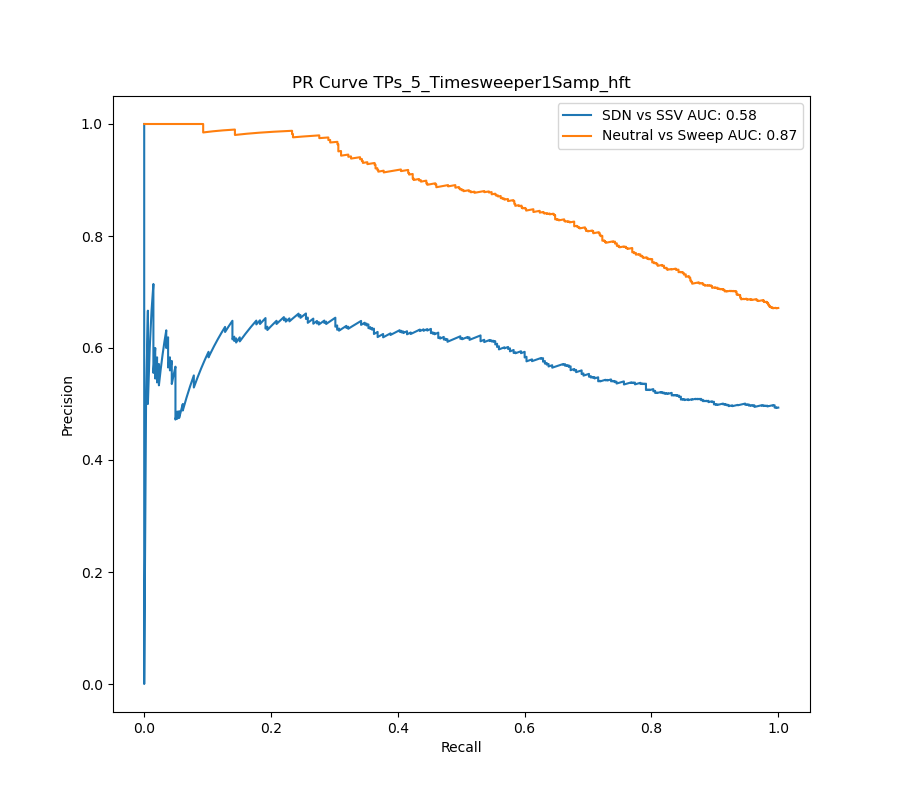 PR Curve TPs_5_Timesweeper1Samp_hft
SDN vs SSV AUC: 0.58
Neutral vs Sweep AUC: 0.87
1.0
0.8
0.6
0.4
0.2
0.0
Precision
0.0 0.2 0.4 0.6 0.8 1.0
Recall